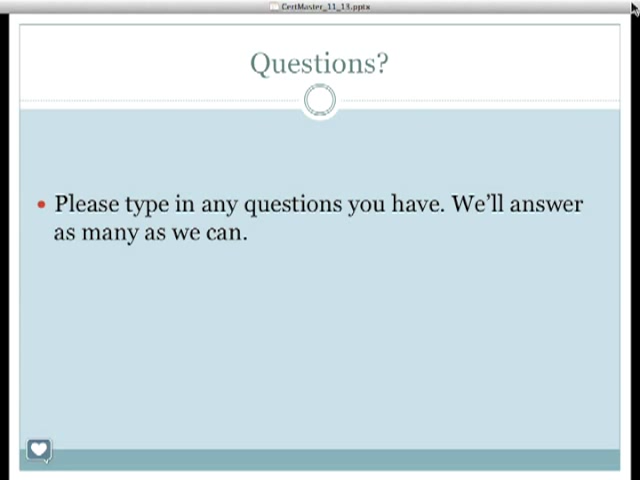 CertMaster_11_13.pptx
Questions?
• Please type in any questions you have. We'll answer
as many as we can.